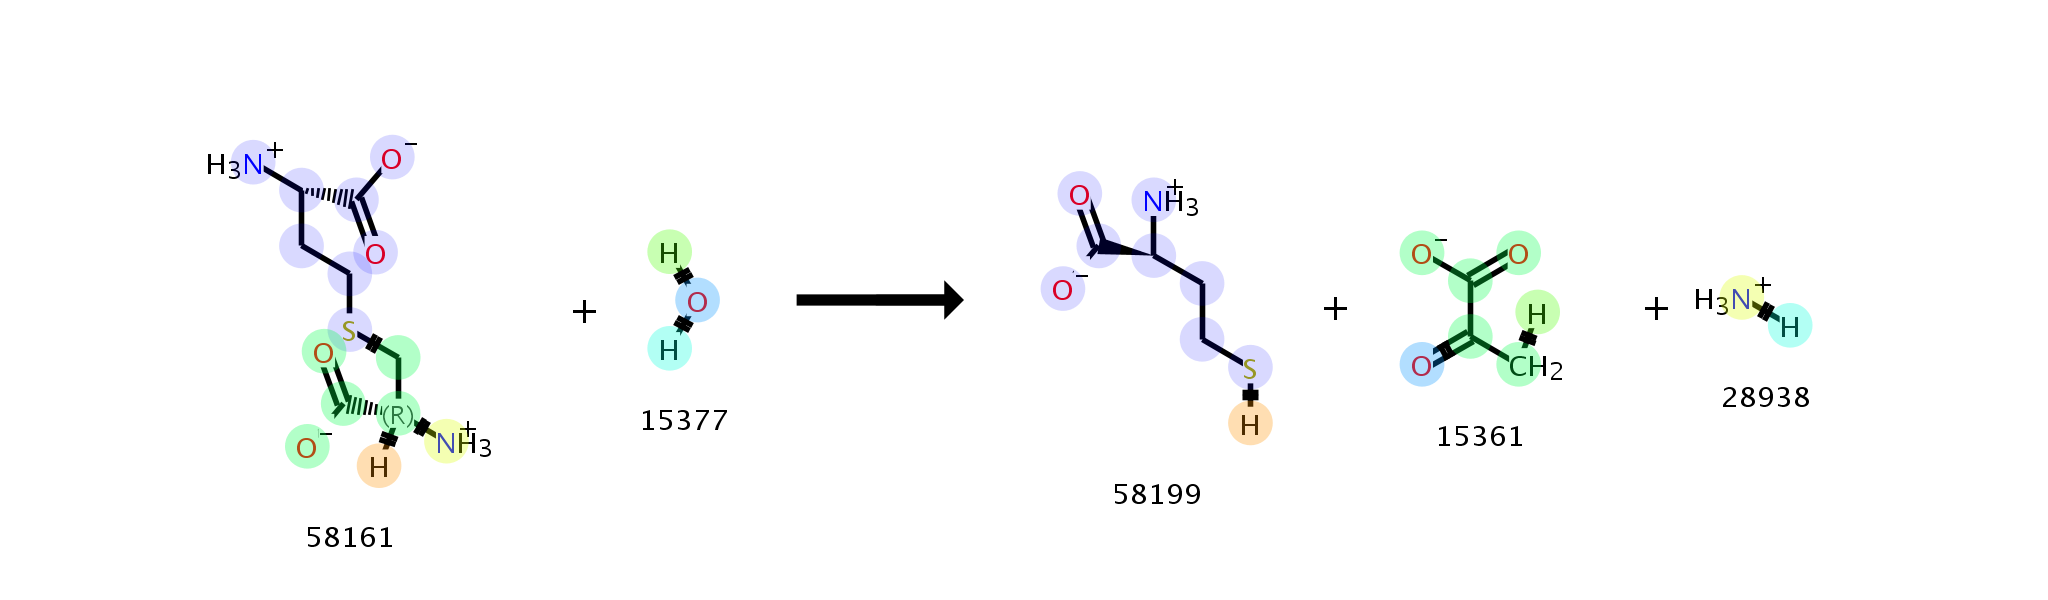 H3N+ O−
O
S
O
(R)
O− NH3+
H
58161
+
H
O
H
15377
O NH3+
O−
S
H
58199
+
O− O
H
O CH2
15361
+
H3N+
H
28938